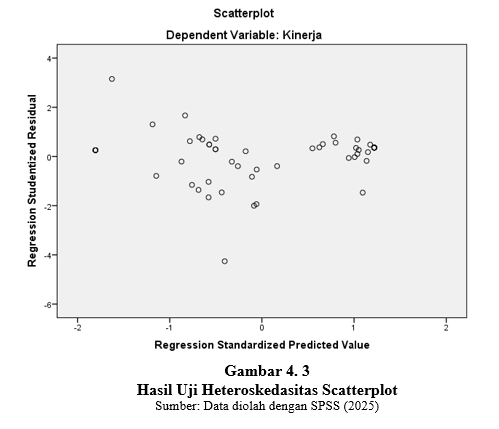 Scatterplot
Dependent Variable: Kinerja
Regression Studentized Residual
4
2
0
-2
-4
-6
-2
-1
0
1
2
Regression Standardized Predicted Value
Gambar 4. 3
Hasil Uji Heteroskedasitas Scatterplot
Sumber: Data diolah dengan SPSS (2025)